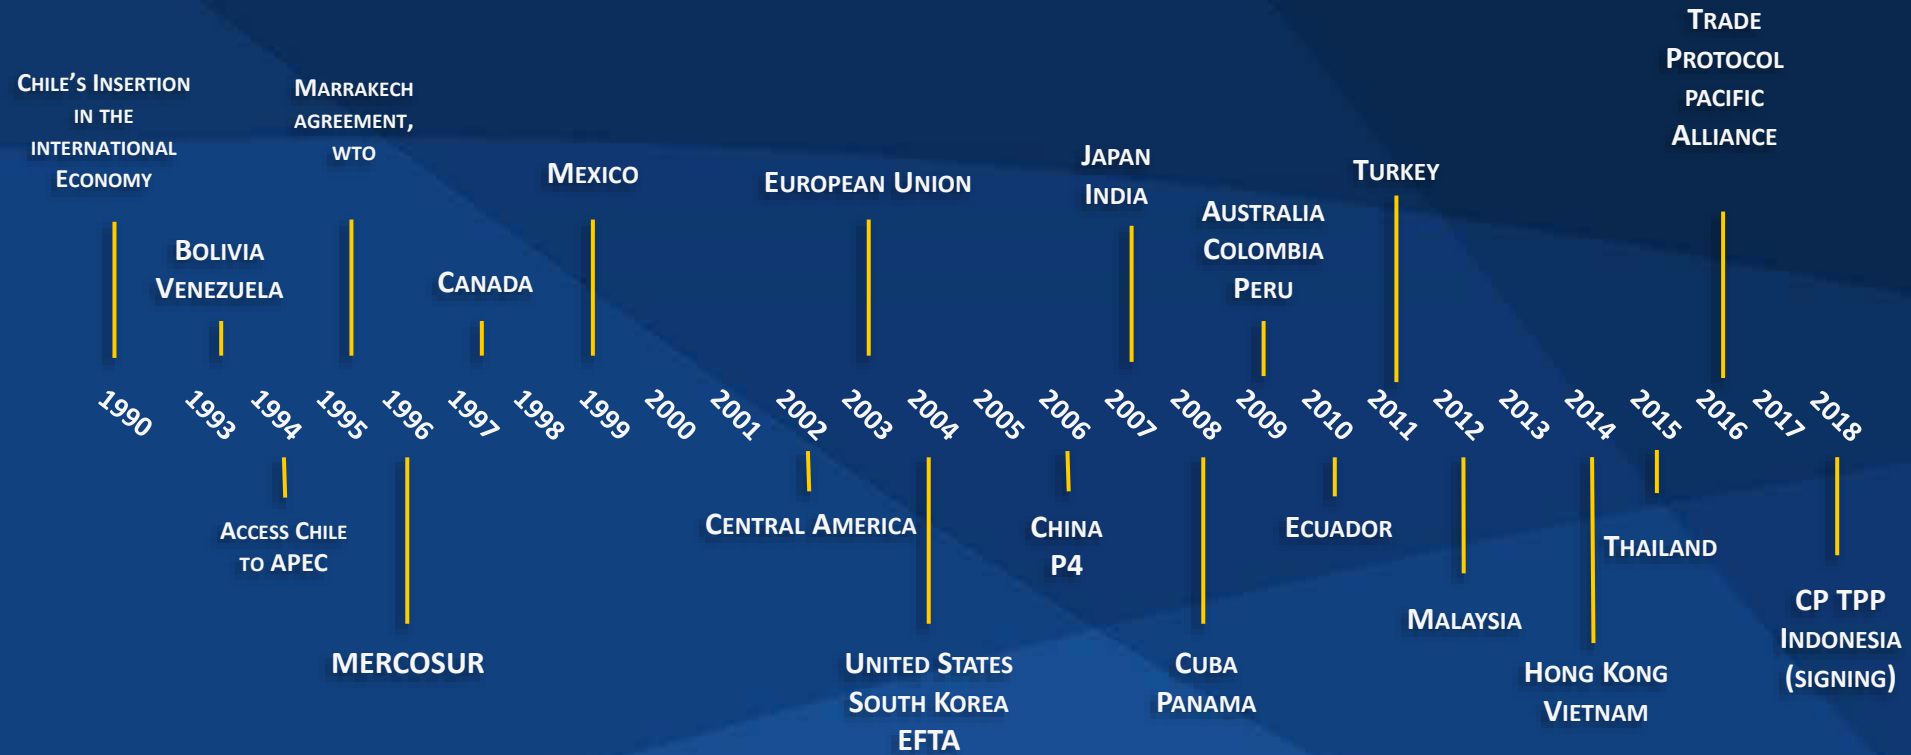 Chile's Insertion
in the
international
Economy
Marrakech
agreement,
wto
Mexico
European Union
Japan
India
Turkey
Trade
Protocol
pacific
Alliance
Bolivia
Venezuela
Canada
Australia
Colombia
Peru
1990
1993
1994
1995
1996
1997
1998
1999
2000
2001
2002
2003
2004
2005
2006
2007
2008
2009
2010
2011
2012
2013
2014
2015
2016
2017
2018
Access Chile
to APEC
MERCOSUR
Central America
United States
South Korea
EFTA
China
P4
Cuba
Panama
Ecuador
Malaysia
Hong Kong
Vietnam
Thailand
CP TPP
Indonesia
(signing)